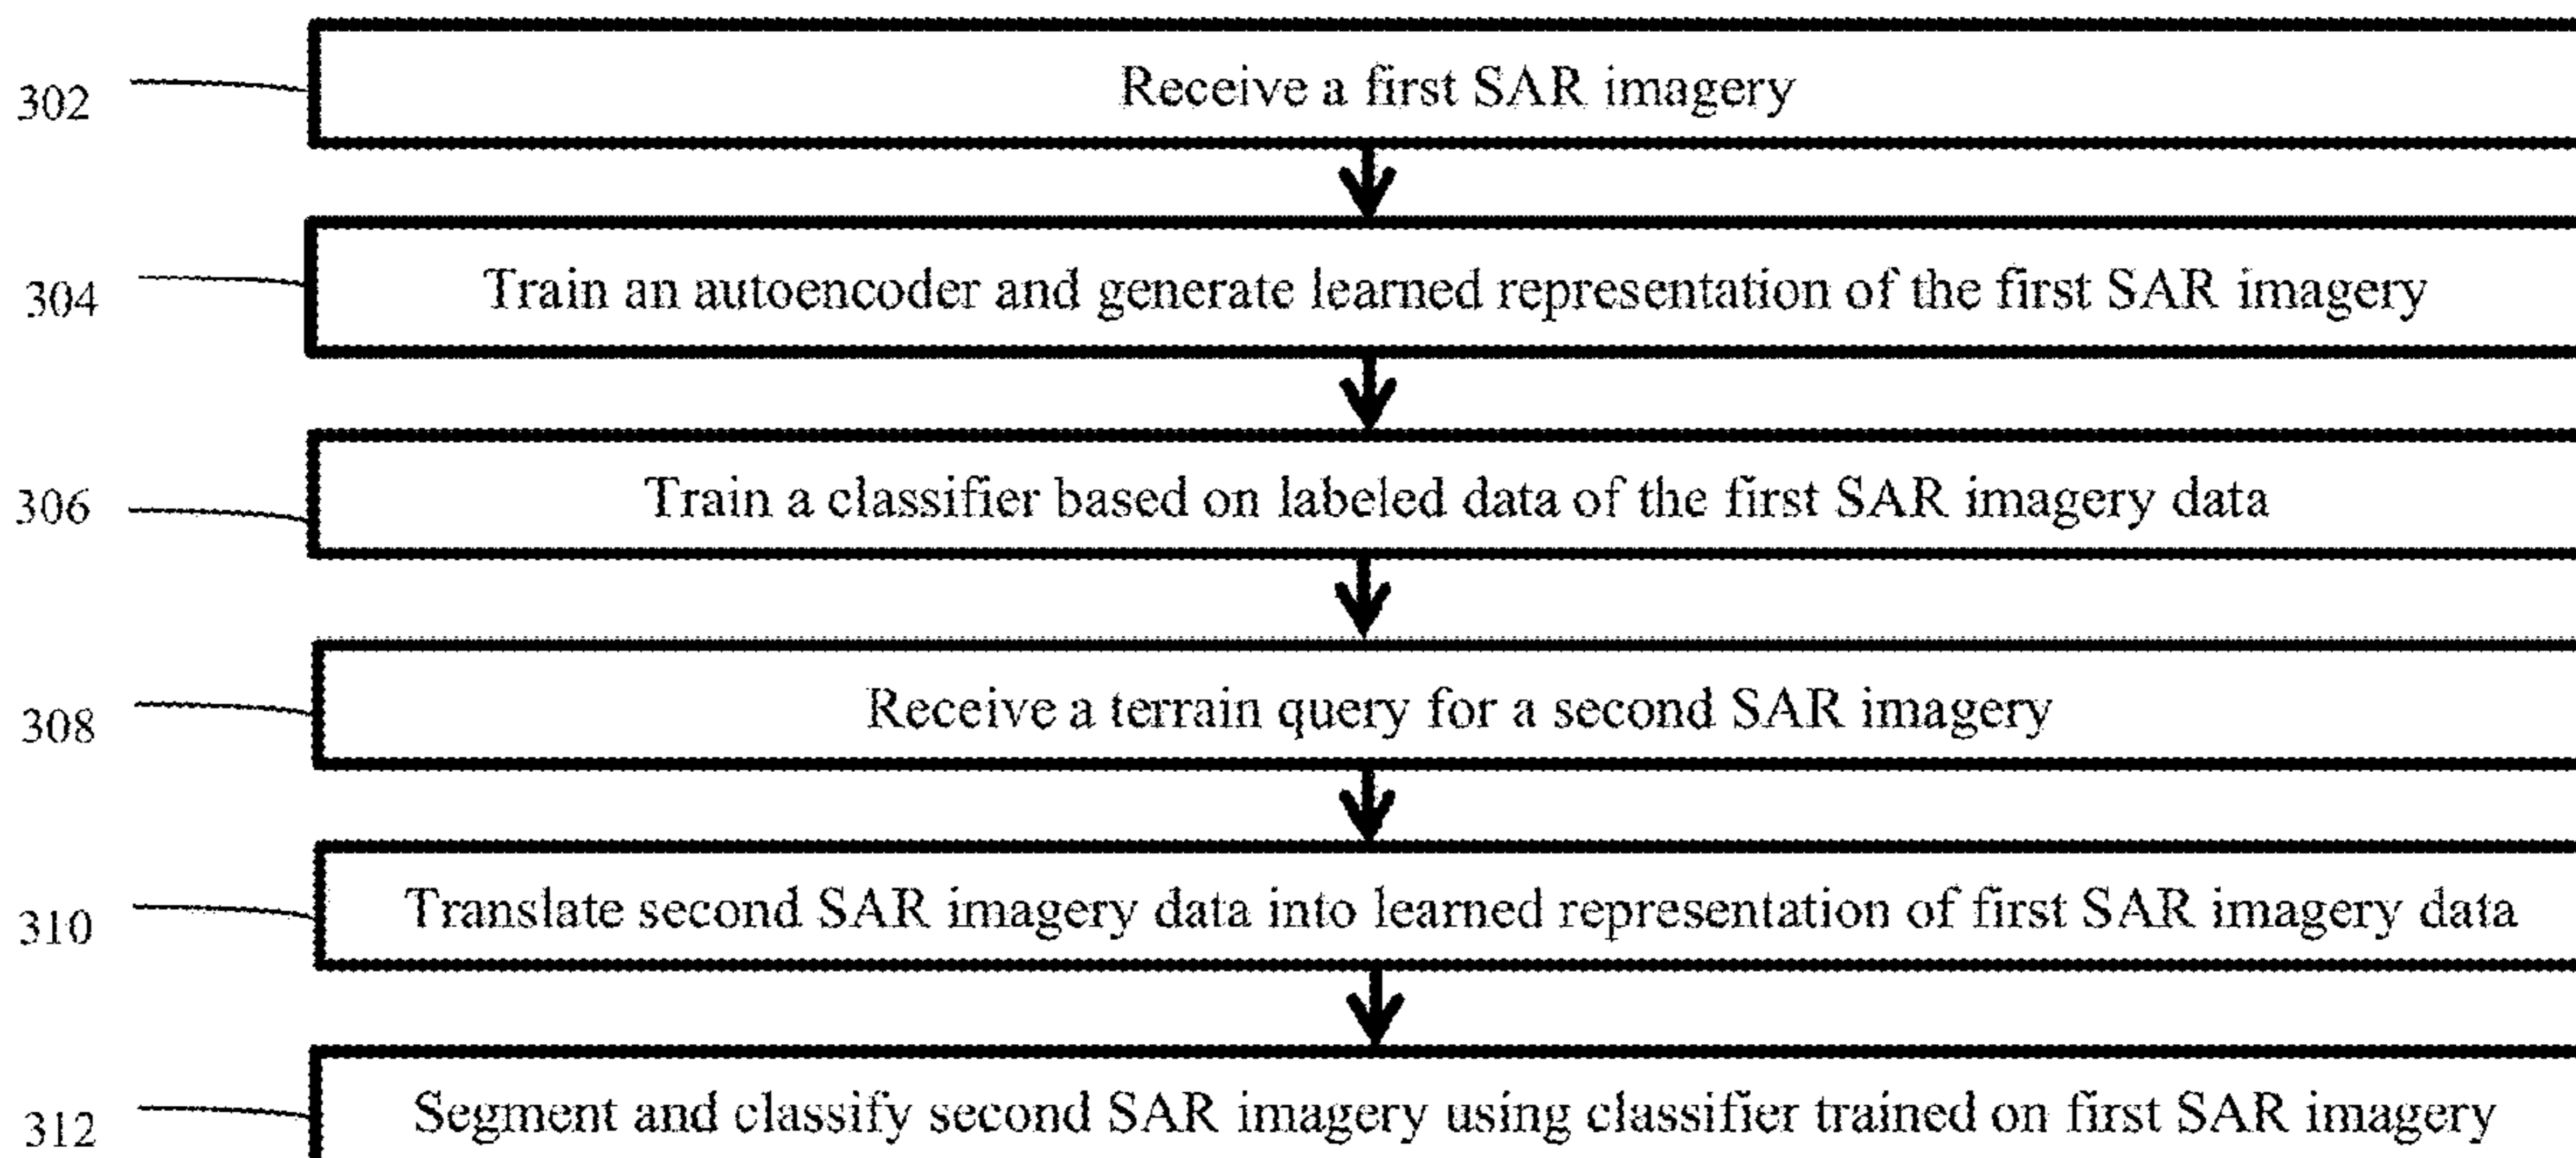 302 Receive a first SAR imagery
304 Train an autoencoder and generate learned representation of the first SAR imagery
306 Train a classifier based on labeled data of the first SAR imagery data
308 Receive a terrain query for a second SAR imagery
310 Translate second SAR imagery data into learned representation of first SAR imagery data
312 Segment and classify second SAR imagery using classifier trained on first SAR imagery